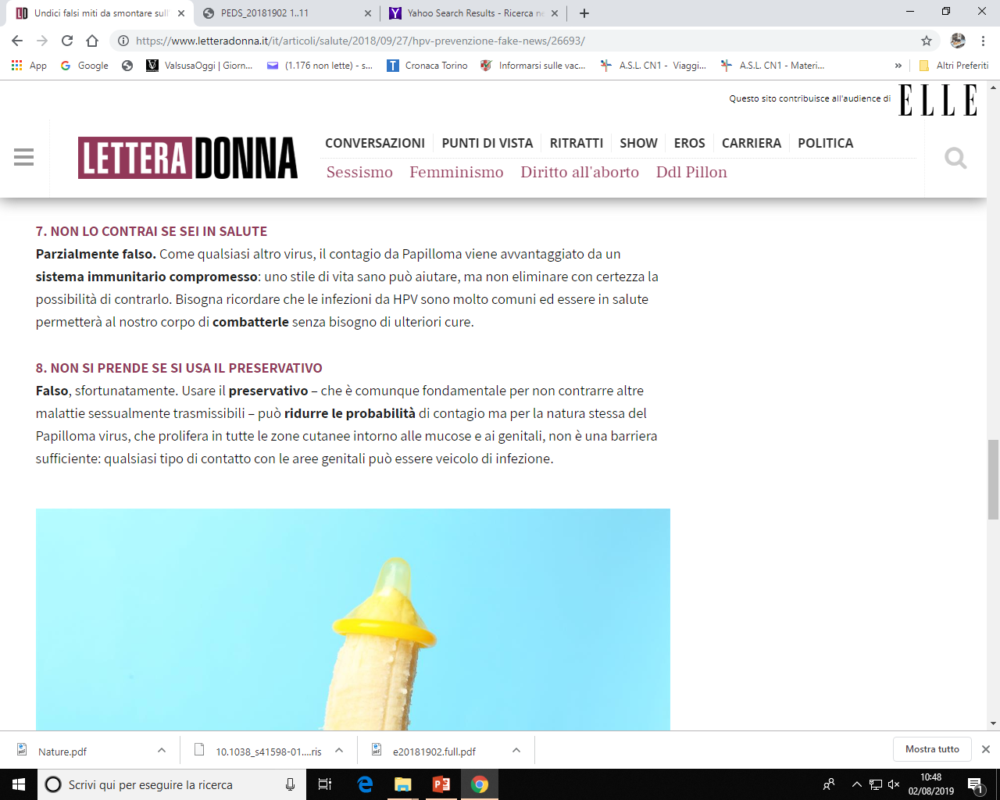 Undici falsi miti da smontare sull'
PEDS_20181902 1..11
Yahoo Search Results - Ricerca ne
https://www.letteradonna.it/it/articoli/salute/2018/09/27/hpv-prevenzione-fake-news/26693/
App
Google
ValsusaOggi | Giorn...
(1.176 non lette) - s...
Cronaca Torino
Informarsi sulle vac...
A.S.L. CN1 - Viaggi...
A.S.L. CN1 - Materi...
»
Altri Preferiti
Questo sito contribuisce all'audience di ELLE
LETTERA DONNA
CONVERSAZIONI PUNTI DI VISTA RITRATTI SHOW EROS CARRIERA POLITICA
Sessismo Femminismo Diritto all'aborto Ddl Pillon
7. NON LO CONTRAI SE SEI IN SALUTE
Parzialmente falso. Come qualsiasi altro virus, il contagio da Papilloma viene avvantaggiato da un
sistema immunitario compromesso: uno stile di vita sano può aiutare, ma non eliminare con certezza la
possibilità di contrarlo. Bisogna ricordare che le infezioni da HPV sono molto comuni ed essere in salute
permetterà al nostro corpo di combatterle senza bisogno di ulteriori cure.
8. NON SI PRENDE SE SI USA IL PRESERVATIVO
Falso, sfortunatamente. Usare il preservativo – che è comunque fondamentale per non contrarre altre
malattie sessualmente trasmissibili – può ridurre le probabilità di contagio ma per la natura stessa del
Papilloma virus, che prolifera in tutte le zone cutanee intorno alle mucose e ai genitali, non è una barriera
sufficiente: qualsiasi tipo di contatto con le aree genitali può essere veicolo di infezione.
Nature.pdf
10.1038_s41598-01....ris
e20181902.full.pdf
Mostra tutto
Scrivi qui per eseguire la ricerca
10:48
02/08/2019
1